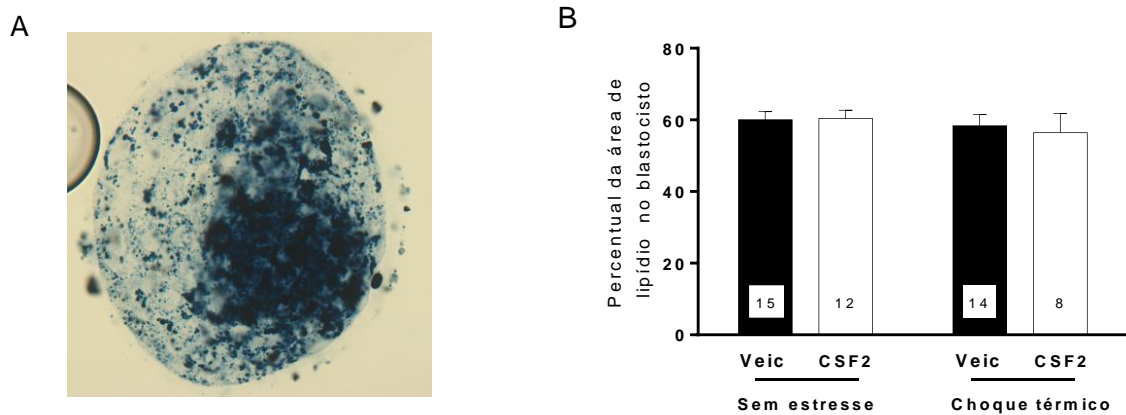 A
B
Percentual da área de
lipídio no blastocisto
80
60
40
20
0
15 12 14 8
Veic CSF2 Veic CSF2
Sem estresse Choque térmico